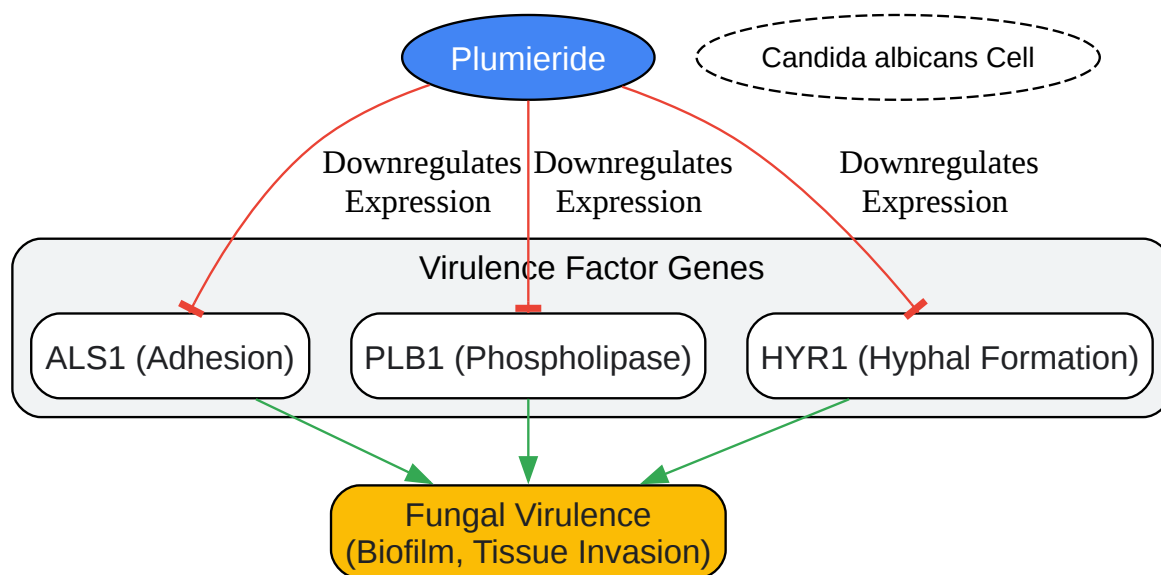 Plumieride
Candida albicans Cell
Downregulates
Expression
Downregulates
Expression
Downregulates
Expression
Virulence Factor Genes
ALS1 (Adhesion)
PLB1 (Phospholipase)
HYR1 (Hyphal Formation)
Fungal Virulence
(Biofilm, Tissue Invasion)